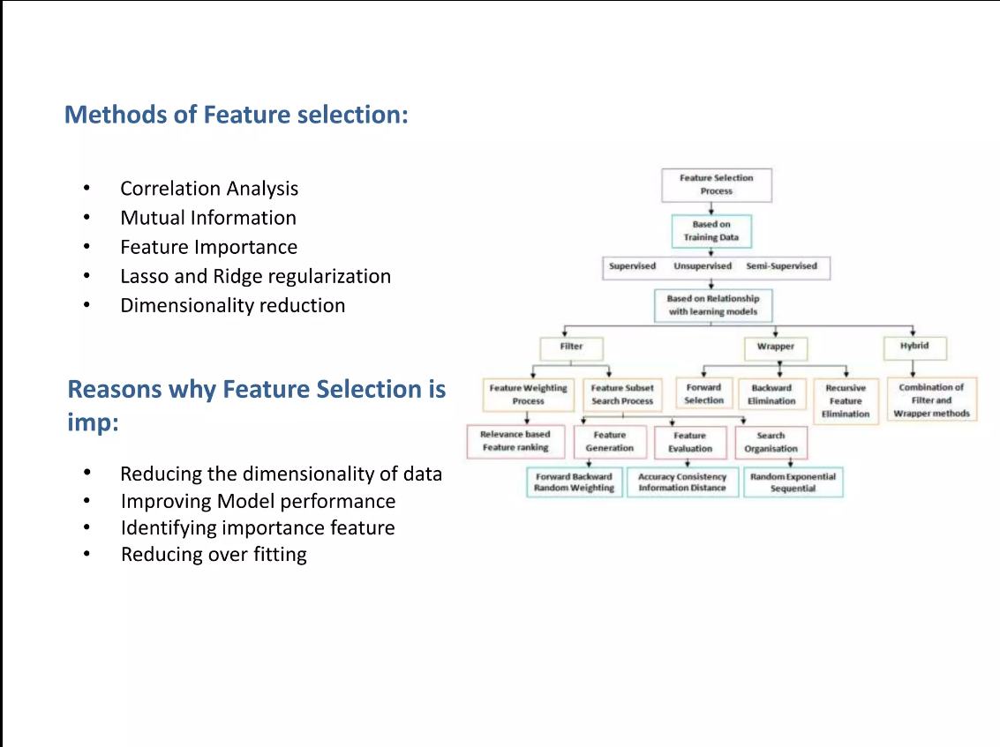 Methods of Feature selection:
• Correlation Analysis
• Mutual Information
• Feature Importance
• Lasso and Ridge regularization
• Dimensionality reduction
Reasons why Feature Selection is
imp:
• Reducing the dimensionality of data
• Improving Model performance
• Identifying importance feature
• Reducing over fitting
Feature Selection
Process
Based on
Training Data
Supervised Unsupervised Semi-Supervised
Based on Relationship
with learning models
Filter
Wrapper
Hybrid
Feature Weighting
Process
Feature Subset
Search Process
Forward
Selection
Backward
Elimination
Recursive
Feature
Elimination
Combination of
Filter and
Wrapper methods
Relevance based
Feature ranking
Feature
Generation
Feature
Evaluation
Search
Organisation
Forward Backward
Random Weighting
Accuracy Consistency
Information Distance
Random Exponential
Sequential